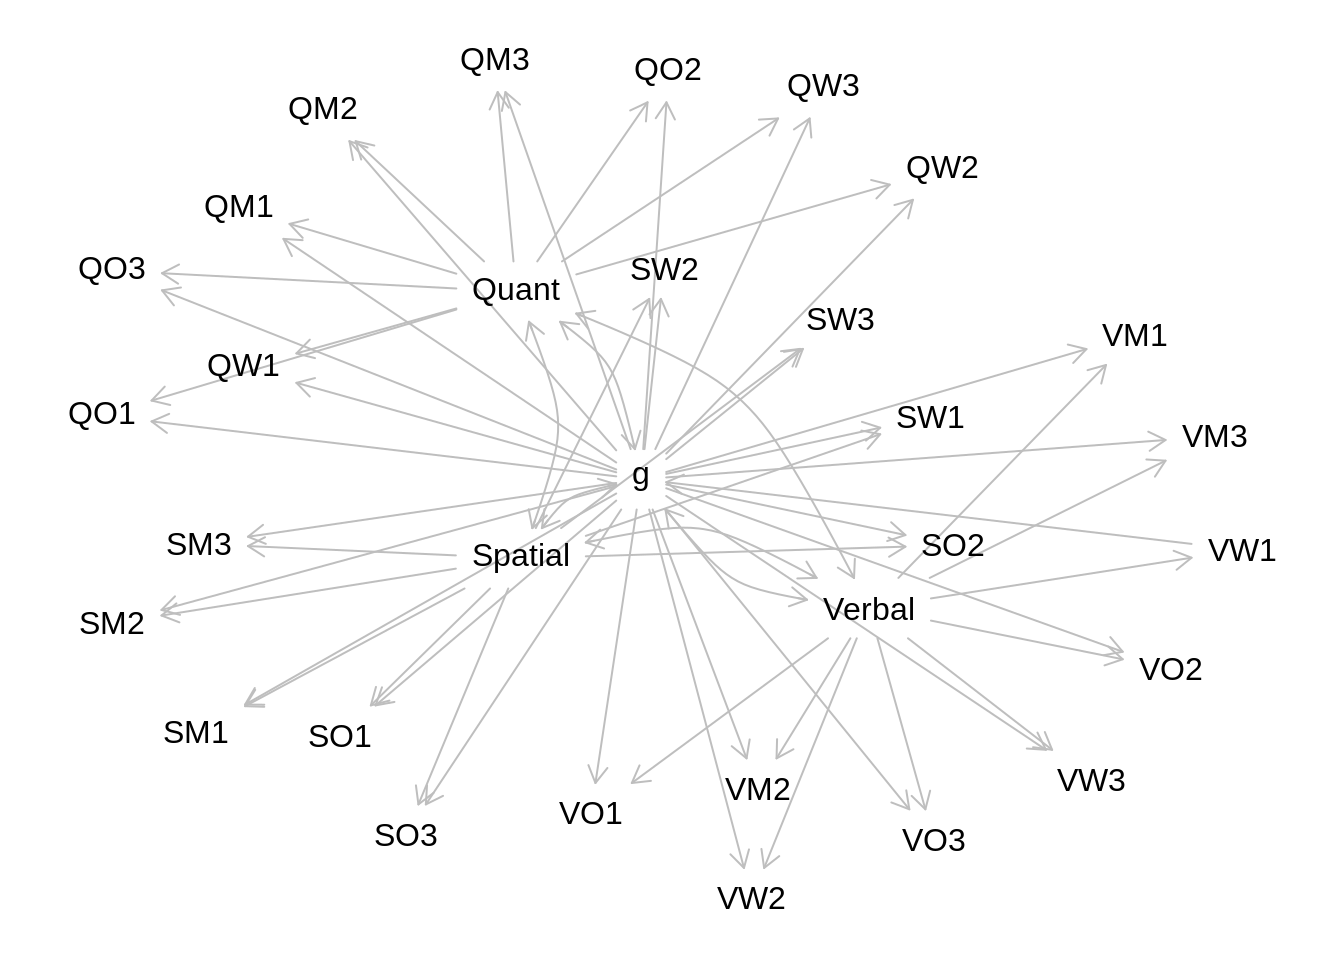 QM3
QO2
QW3
QM2
QW2
QM1
QO3
SW2
Quant
SW3
VM1
QW1
QO1
SW1
VM3
g
SM3
SO2
VW1
Spatial
Verbal
SM2
VO2
SM1
SO1
VW3
VM2
VO1
SO3
VO3
VW2